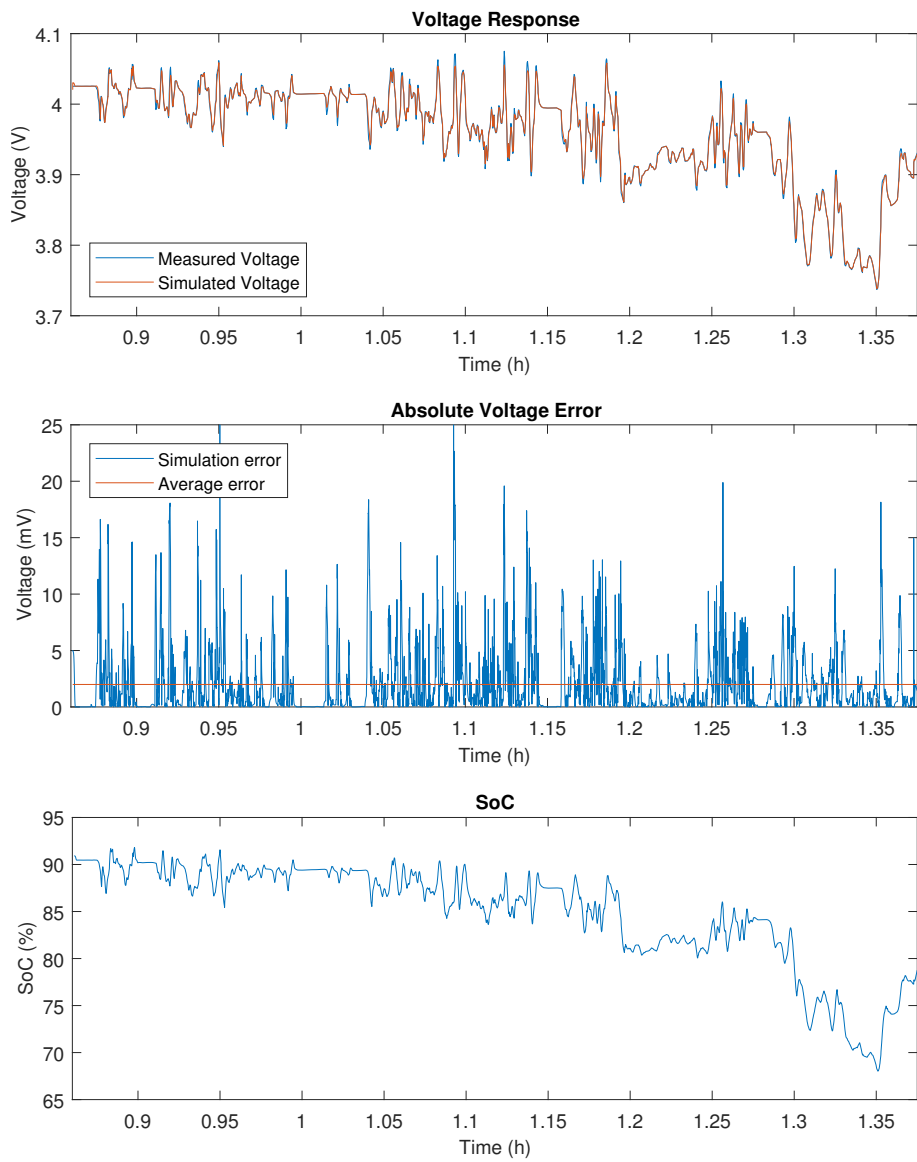 Voltage Response
4.1
4
3.9
3.8
3.7
Voltage (V)
Measured Voltage
Simulated Voltage
0.9 0.95 1 1.05 1.1 1.15 1.2 1.25 1.3 1.35
Time (h)
Absolute Voltage Error
25
20
15
10
5
0
Voltage (mV)
Simulation error
Average error
0.9 0.95 1 1.05 1.1 1.15 1.2 1.25 1.3 1.35
Time (h)
SoC
95
90
85
80
75
70
65
SoC (%)
0.9 0.95 1 1.05 1.1 1.15 1.2 1.25 1.3 1.35
Time (h)